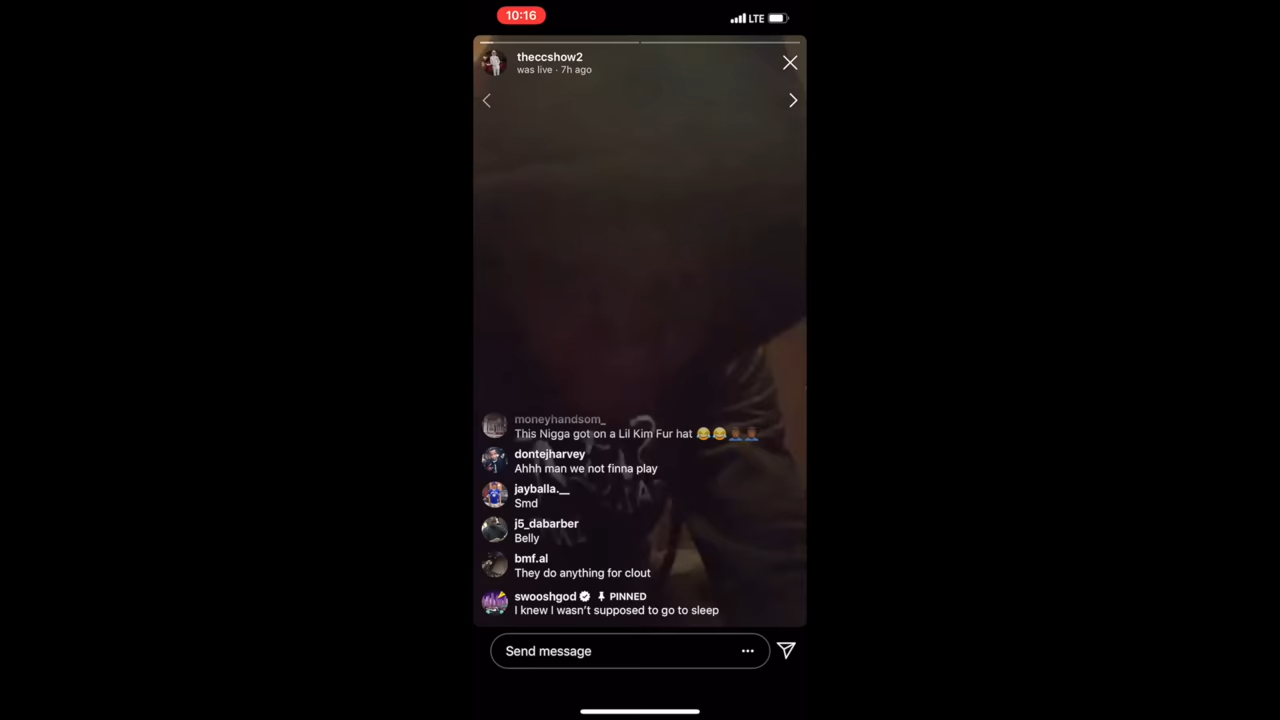 10:16
LTE
theccshow2
was live · 7h ago
moneyhandsom_
This Nigga got on a Lil Kim Fur hat 😂😂🤦🏾‍♂️🤦🏾‍♂️
dontejharvey
Ahhh man we not finna play
jayballa.__
Smd
j5_dabarber
Belly
bmf.al
They do anything for clout
swooshgod PINNED
I knew I wasn't supposed to go to sleep
Send message